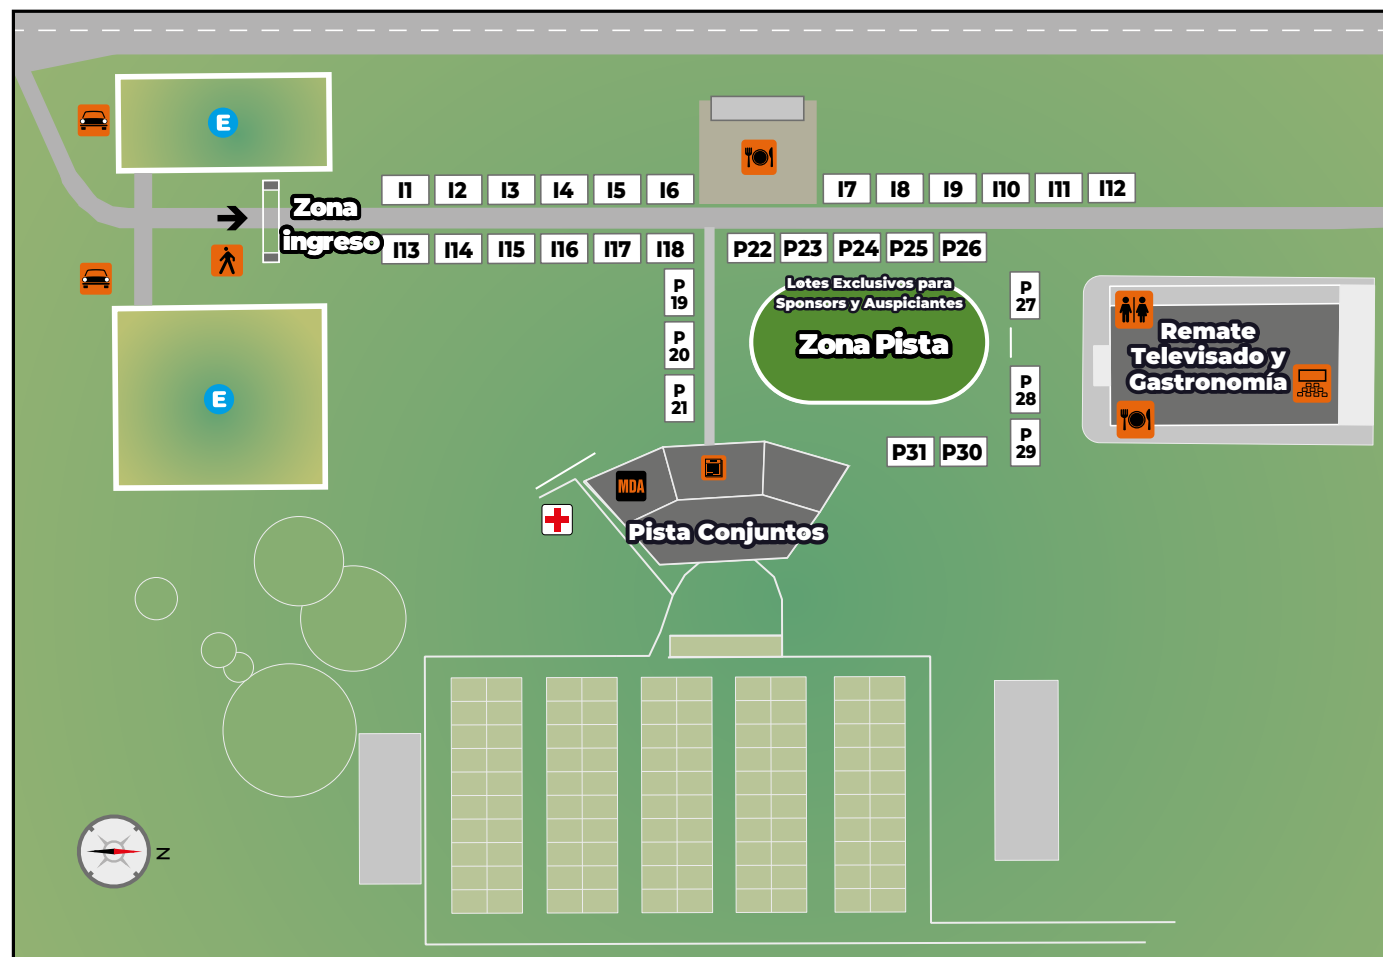 E
I1
I2
I3
I4
I5
I6
I7
I8
I9
I10
I11
I12
Zona
ingreso
I13
I14
I15
I16
I17
I18
P22
P23
P24
P25
P26
P
19
P
20
P
21
Lotes Exclusivos para
Sponsors y Auspiciantes
Zona Pista
P
27
P
28
P
29
P31
P30
Remate
Televisado y
Gastronomía
E
MDA
Pista Conjuntos
N